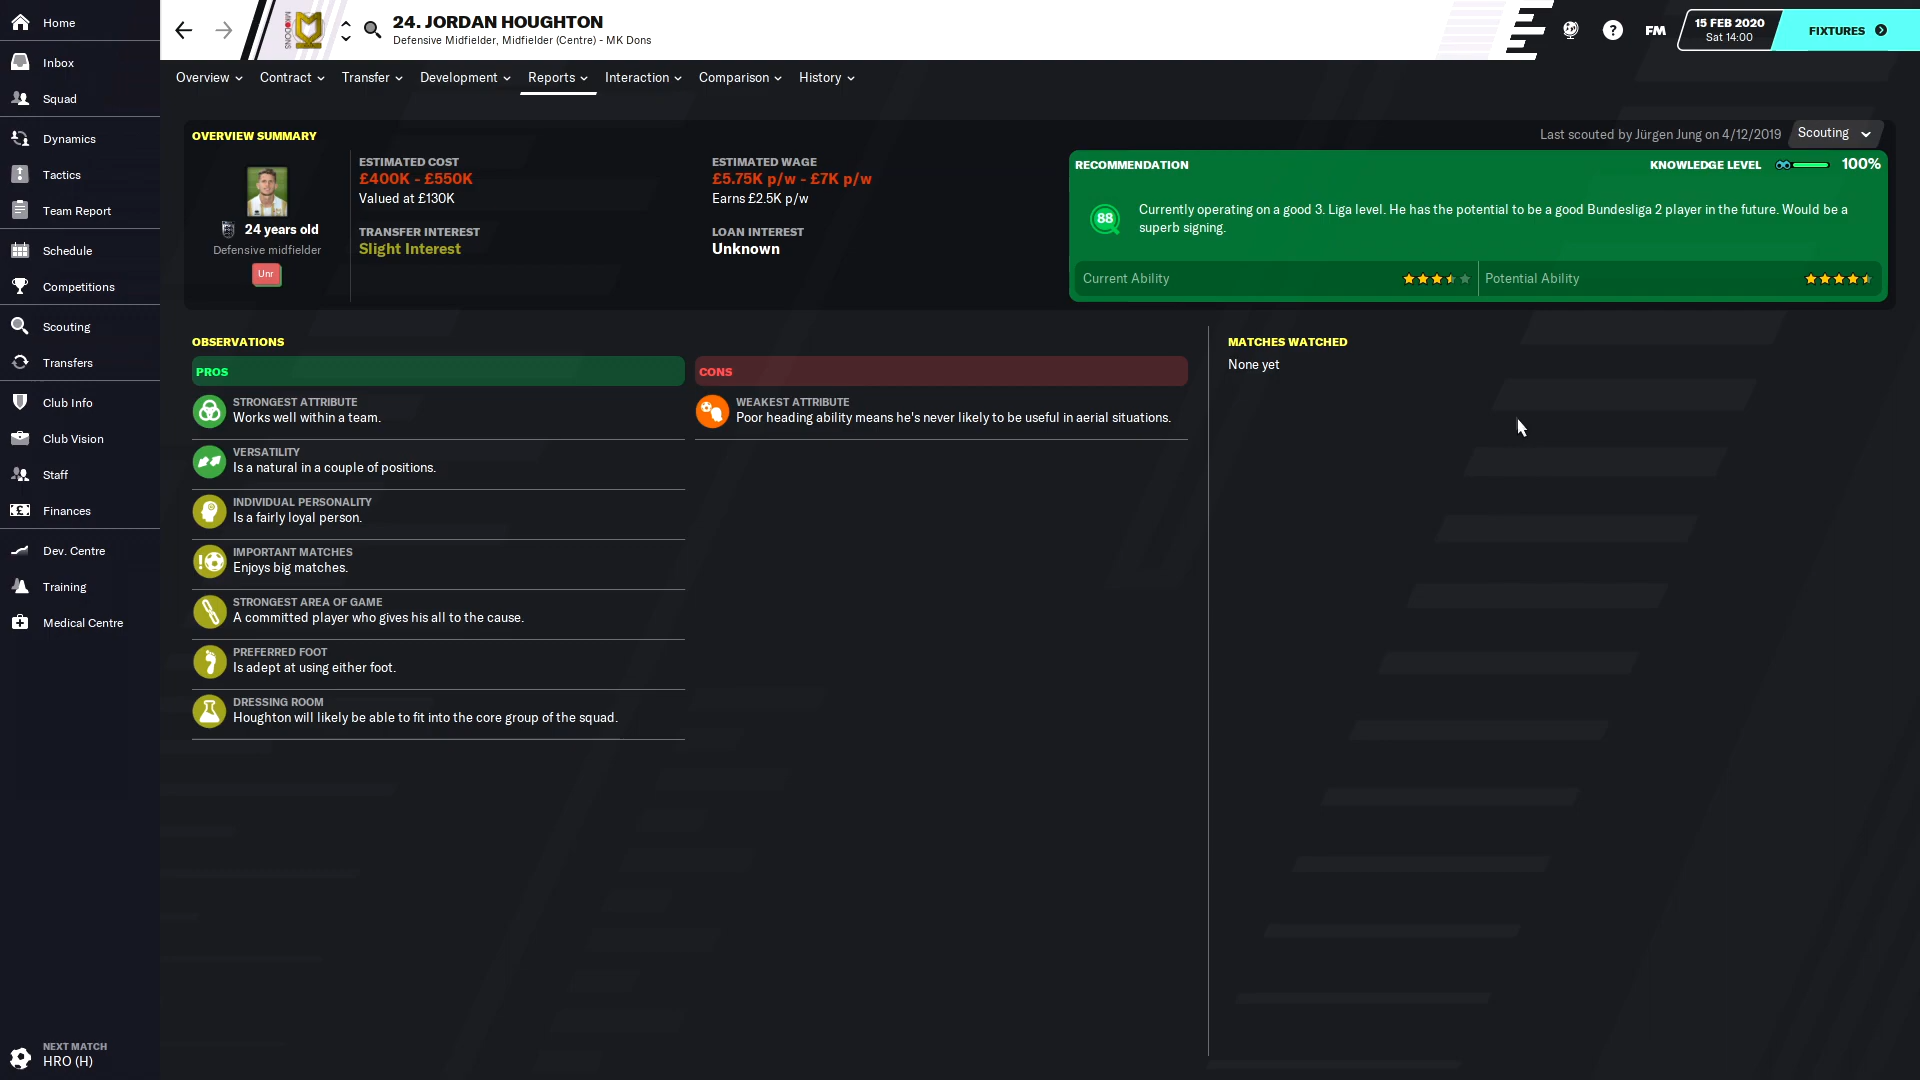 Home
Inbox
Squad
Dynamics
Tactics
Team Report
Schedule
Competitions
Scouting
Transfers
Club Info
Club Vision
Staff
Finances
Dev. Centre
Training
Medical Centre
NEXT MATCH
HRO (H)
MK DONS
24. JORDAN HOUGHTON
Defensive Midfielder, Midfielder (Centre) - MK Dons
?
FM
15 FEB 2020
Sat 14:00
FIXTURES
Overview
Contract
Transfer
Development
Reports
Interaction
Comparison
History
OVERVIEW SUMMARY
Last scouted by Jürgen Jung on 4/12/2019
Scouting
24 years old
Defensive midfielder
Unr
ESTIMATED COST
£400K - £550K
Valued at £130K
TRANSFER INTEREST
Slight Interest
ESTIMATED WAGE
£5.75K p/w - £7K p/w
Earns £2.5K p/w
LOAN INTEREST
Unknown
RECOMMENDATION
KNOWLEDGE LEVEL
100%
88
Currently operating on a good 3. Liga level. He has the potential to be a good Bundesliga 2 player in the future. Would be a
superb signing.
Current Ability
Potential Ability
OBSERVATIONS
PROS
STRONGEST ATTRIBUTE
Works well within a team.
VERSATILITY
Is a natural in a couple of positions.
INDIVIDUAL PERSONALITY
Is a fairly loyal person.
IMPORTANT MATCHES
Enjoys big matches.
STRONGEST AREA OF GAME
A committed player who gives his all to the cause.
PREFERRED FOOT
Is adept at using either foot.
DRESSING ROOM
Houghton will likely be able to fit into the core group of the squad.
CONS
WEAKEST ATTRIBUTE
Poor heading ability means he's never likely to be useful in aerial situations.
MATCHES WATCHED
None yet